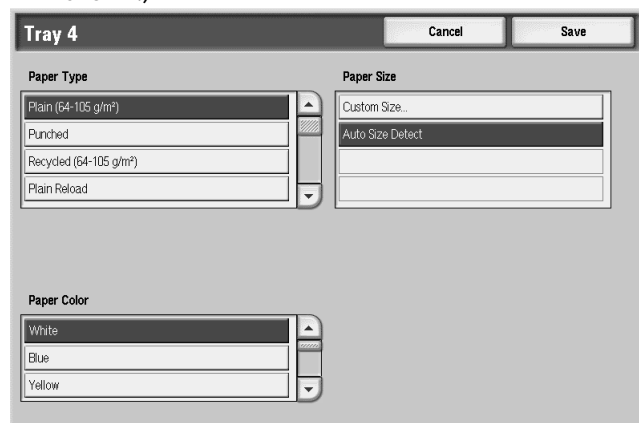 Tray 4
Cancel
Save
Paper Type
Paper Size
Plain (64-105 g/m²)
Punched
Recycled (64-105 g/m²)
Plain Reload
Custom Size...
Auto Size Detect
Paper Color
White
Blue
Yellow